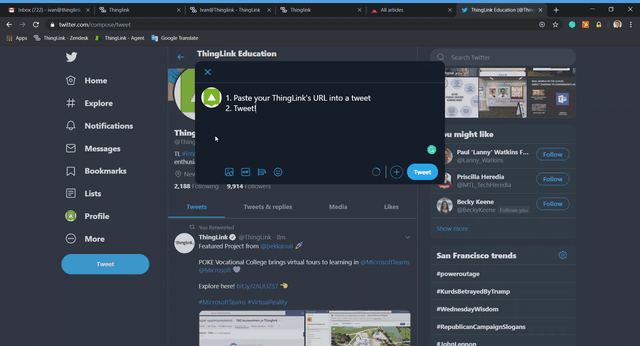 Inbox (722) - ivan@thinglin
Thinglink
Ivan@Thinglink - ThingLink
Thinglink
All articles
ThingLink Education (@Thin
twitter.com/compose/tweet
Apps
ThingLink - Zendesk
ThingLink - Agent
Google Translate
Home
Explore
Notifications
Messages
Bookmarks
Lists
Profile
More
Tweet
ThingLink Education
1. Paste your ThingLink's URL into a tweet
2. Tweet!
Tweet
2,188 Following 9,914 Followers
Tweets
Tweets & replies
Media
Likes
You Retweeted
ThingLink @ThingLink · 8m
Featured Project from @pekkaouli 🚀
POKE Vocational College brings virtual tours to learning in @MicrosoftTeams
@Microsoft
Explore here!
#MicrosoftTeams #VirtualReality
Search Twitter
You might like
Paul 'Lanny' Watkins F...
@Lanny_Watkins
Follow
Priscilla Heredia
@MTL_TechHeredia
Follow
Becky Keene
@BeckyKeene Follows you
Follow
Show more
San Francisco trends
#poweroutage
#KurdsBetrayedByTrump
#WednesdayWisdom
#RepublicanCampaignSlogans
#JohnLennon